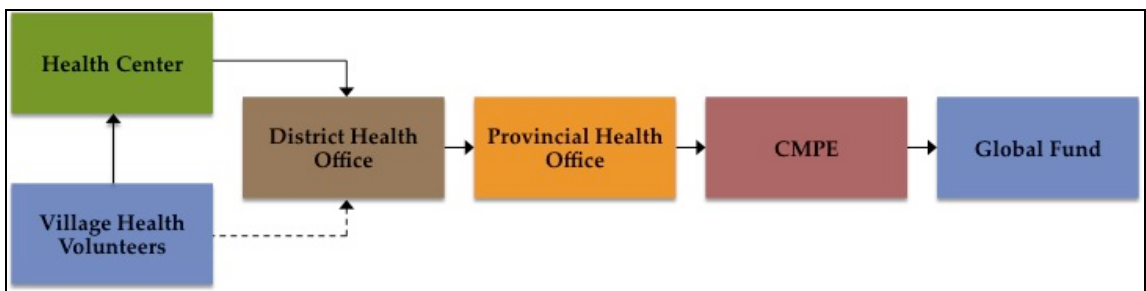 Health Center
District Health
Office
Provincial Health
Office
CMPE
Global Fund
Village Health
Volunteers